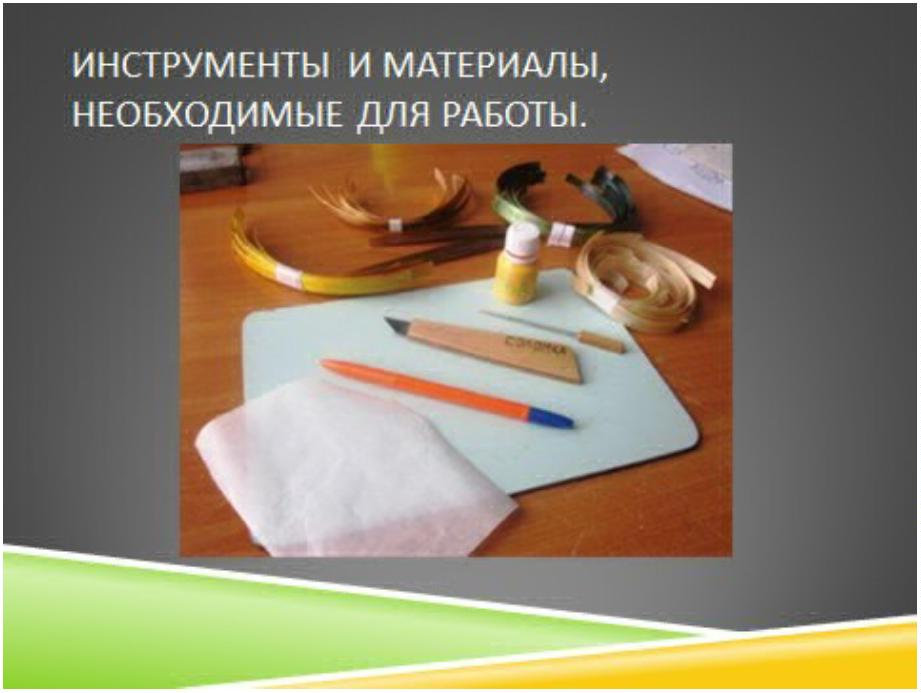 ИНСТРУМЕНТЫ И МАТЕРИАЛЫ,
НЕОБХОДИМЫЕ ДЛЯ РАБОТЫ.